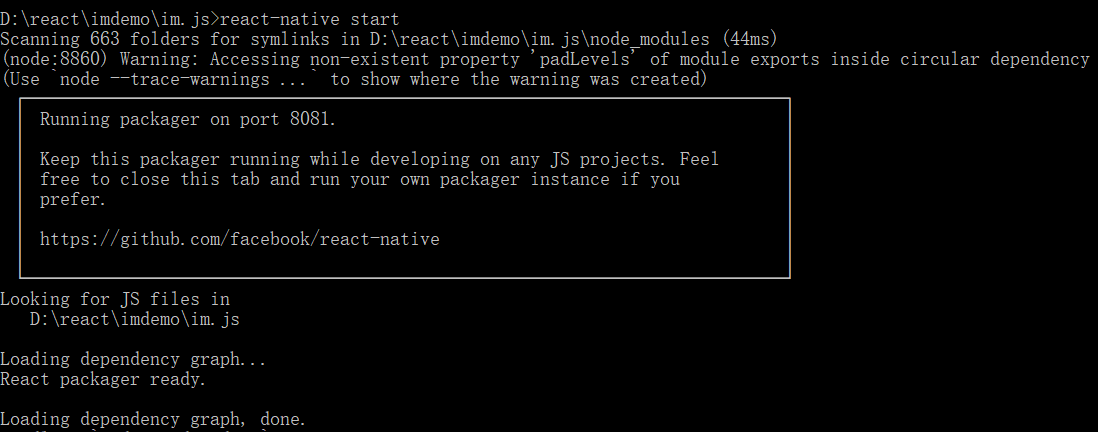 D:\react\imdemo\im.js>react-native start
Scanning 663 folders for symlinks in D:\react\imdemo\im.js\node_modules (44ms)
(node:8860) Warning: Accessing non-existent property 'padLevels' of module exports inside circular dependency
(Use `node --trace-warnings ...` to show where the warning was created)
Running packager on port 8081.
Keep this packager running while developing on any JS projects. Feel
free to close this tab and run your own packager instance if you
prefer.
https://github.com/facebook/react-native
Looking for JS files in
D:\react\imdemo\im.js
Loading dependency graph...
React packager ready.
Loading dependency graph, done.